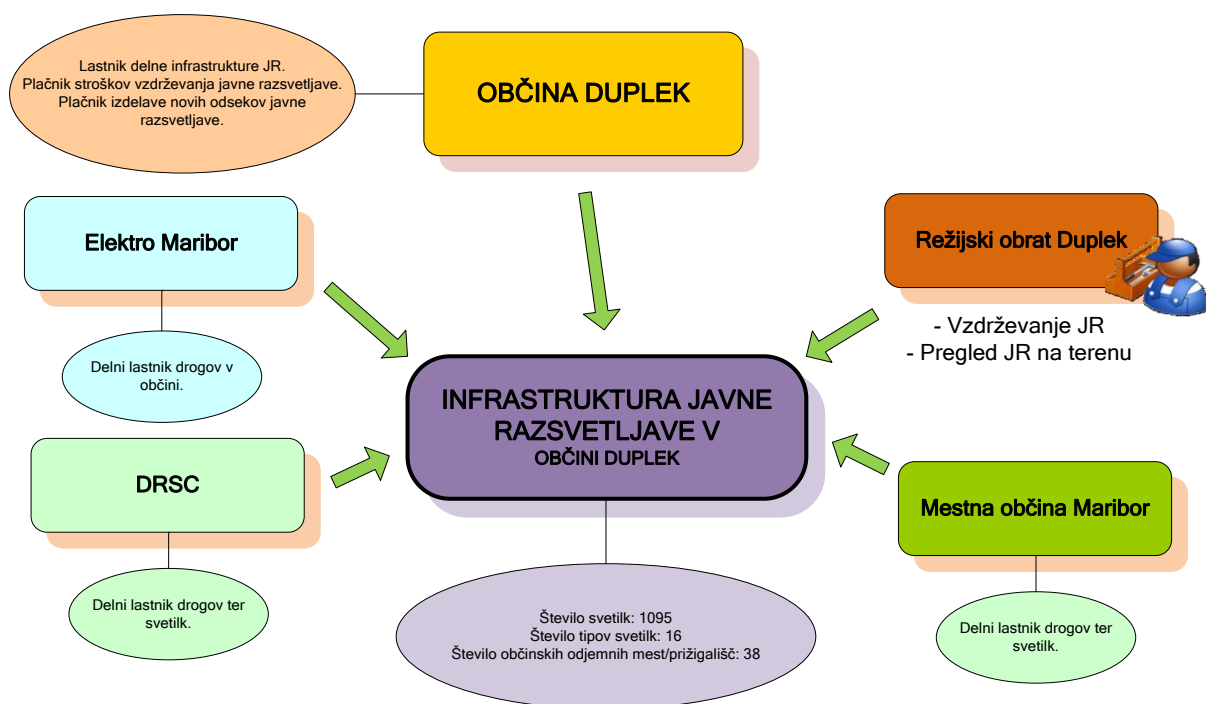 Lastnik delne infrastrukture JR.
Plačnik stroškov vzdrževanja javne razsvetljave.
Plačnik izdelave novih odsekov javne
razsvetljave.
OBČINA DUPLEK
Elektro Maribor
Delni lastnik drogov v
občini.
Režijski obrat Duplek
- Vzdrževanje JR
- Pregled JR na terenu
INFRASTRUKTURA JAVNE
RAZSVETLJAVE V
OBČINI DUPLEK
DRSC
Delni lastnik drogov ter
svetilk.
Mestna občina Maribor
Delni lastnik drogov ter
svetilk.
Število svetilk: 1095
Število tipov svetilk: 16
Število občinskih odjemnih mest/prižigališč: 38